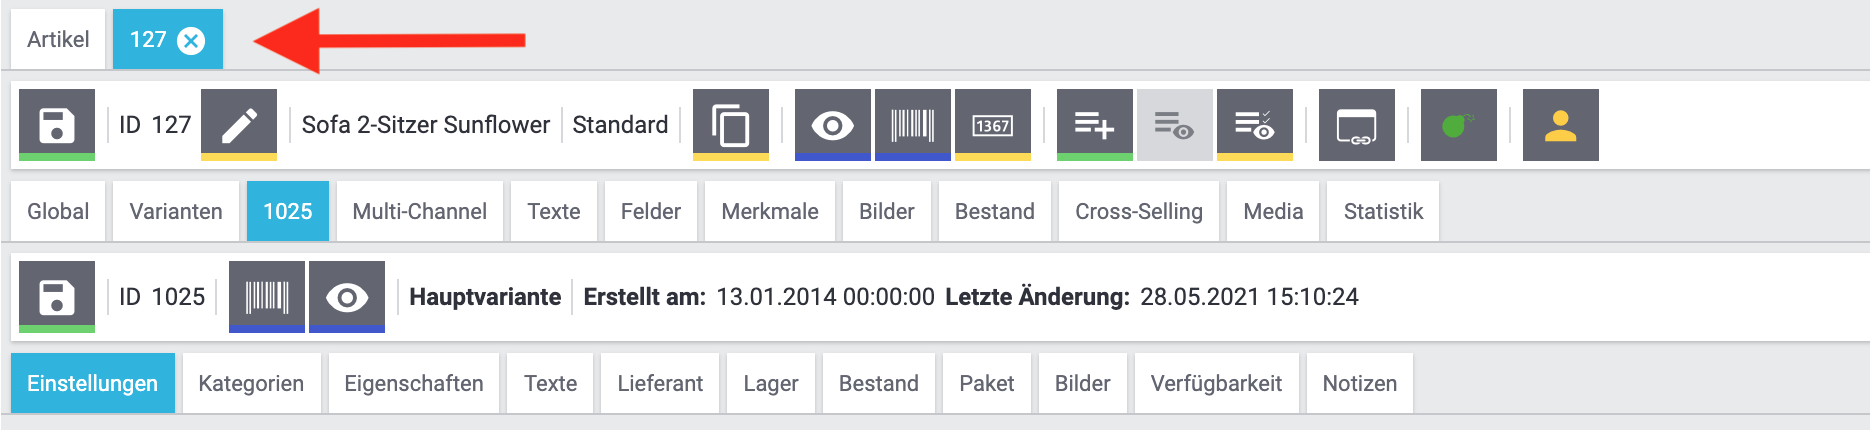 Artikel 127
ID 127 Sofa 2-Sitzer Sunflower Standard 1367
Global Varianten 1025 Multi-Channel Texte Felder Merkmale Bilder Bestand Cross-Selling Media Statistik
ID 1025 Hauptvariante Erstellt am: 13.01.2014 00:00:00 Letzte Änderung: 28.05.2021 15:10:24
Einstellungen Kategorien Eigenschaften Texte Lieferant Lager Bestand Paket Bilder Verfügbarkeit Notizen